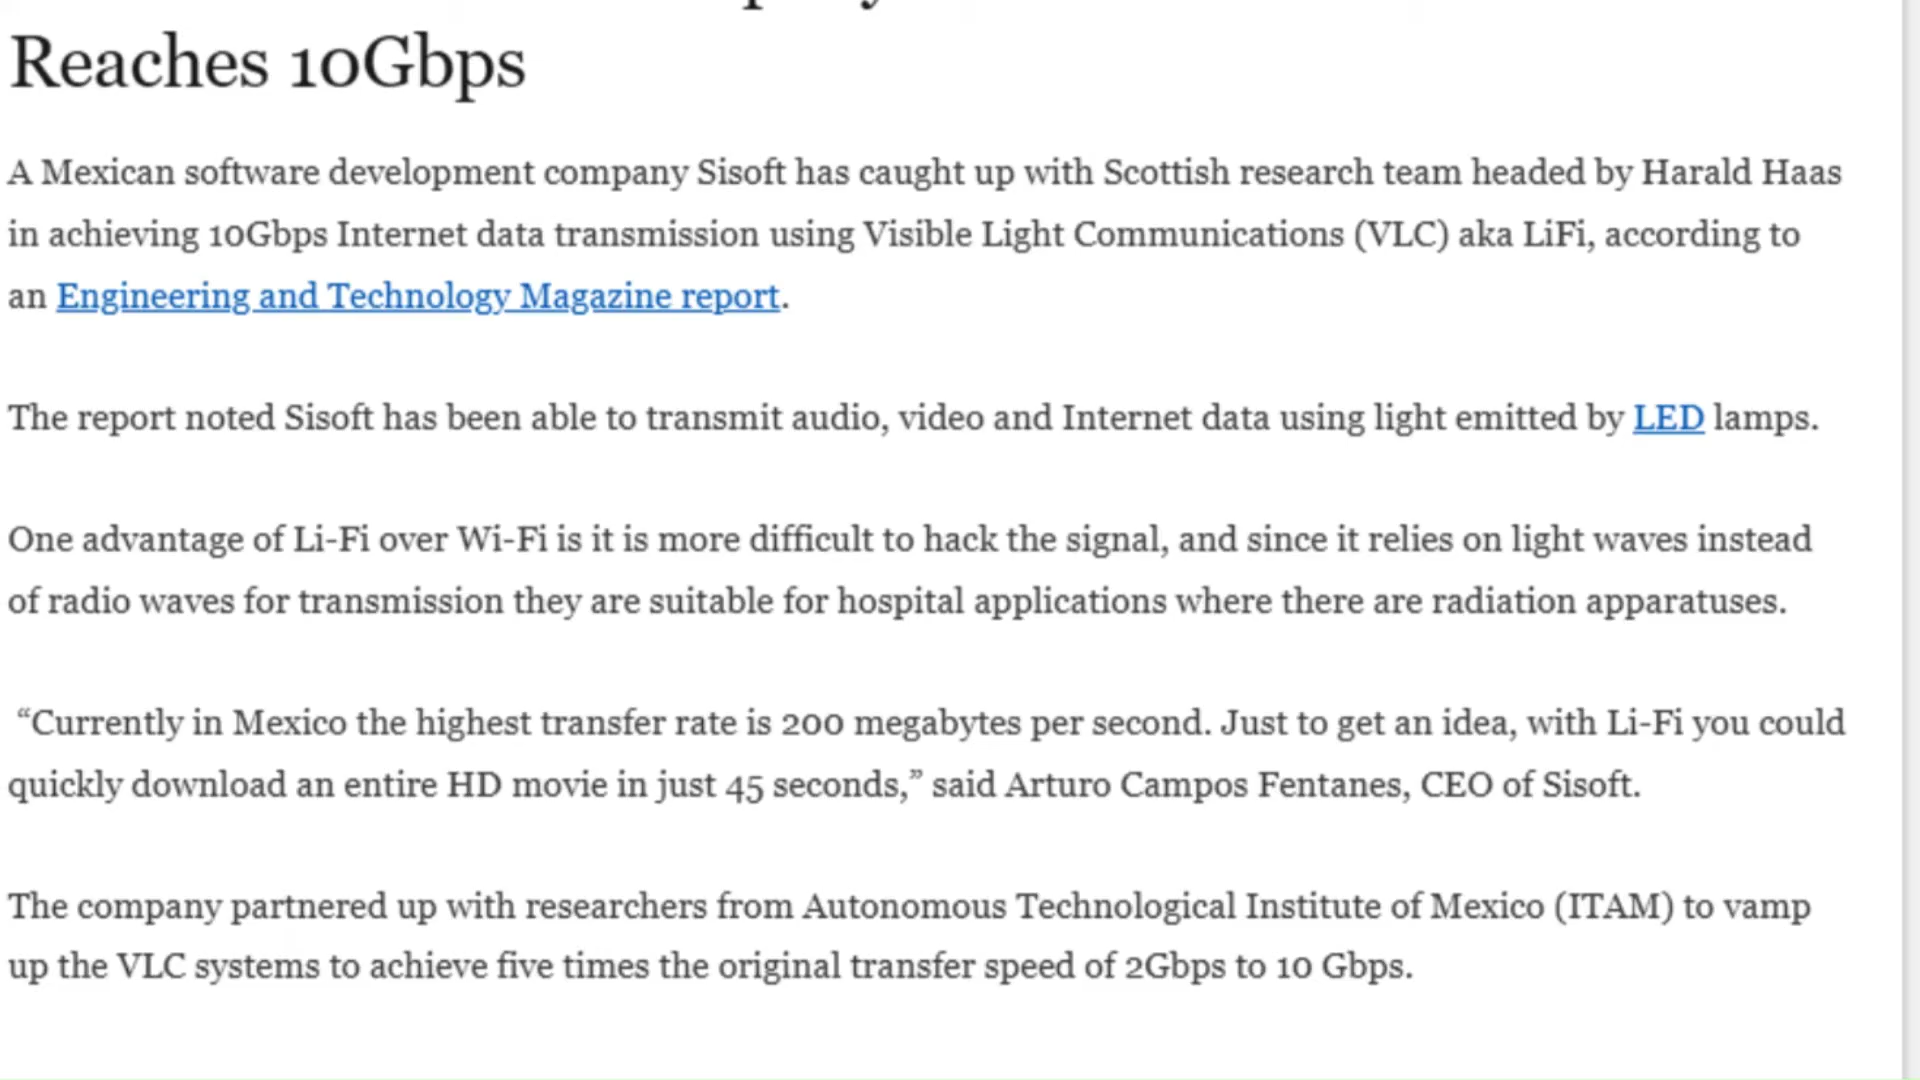 Reaches 10Gbps
A Mexican software development company Sisoft has caught up with Scottish research team headed by Harald Haas
in achieving 10Gbps Internet data transmission using Visible Light Communications (VLC) aka LiFi, according to
an Engineering and Technology Magazine report.
The report noted Sisoft has been able to transmit audio, video and Internet data using light emitted by LED lamps.
One advantage of Li-Fi over Wi-Fi is it is more difficult to hack the signal, and since it relies on light waves instead
of radio waves for transmission they are suitable for hospital applications where there are radiation apparatuses.
“Currently in Mexico the highest transfer rate is 200 megabytes per second. Just to get an idea, with Li-Fi you could
quickly download an entire HD movie in just 45 seconds,” said Arturo Campos Fentanes, CEO of Sisoft.
The company partnered up with researchers from Autonomous Technological Institute of Mexico (ITAM) to vamp
up the VLC systems to achieve five times the original transfer speed of 2Gbps to 10 Gbps.